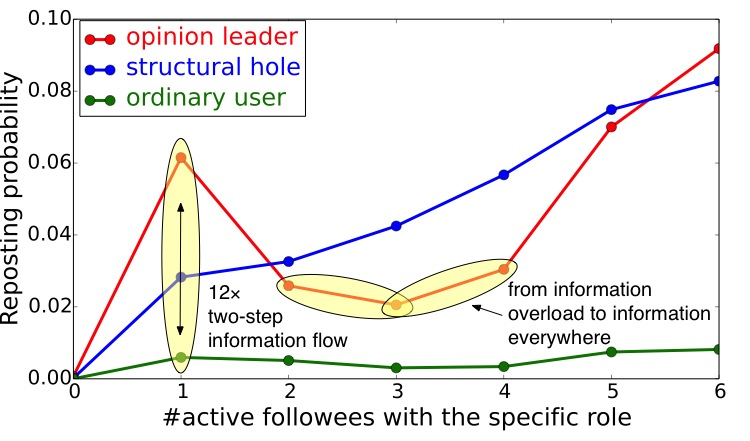 0.10
0.08
0.06
0.04
0.02
0.00
Reposting probability
opinion leader
structural hole
ordinary user
12×
two-step
information flow
from information
overload to information
everywhere
0 1 2 3 4 5 6
#active followees with the specific role